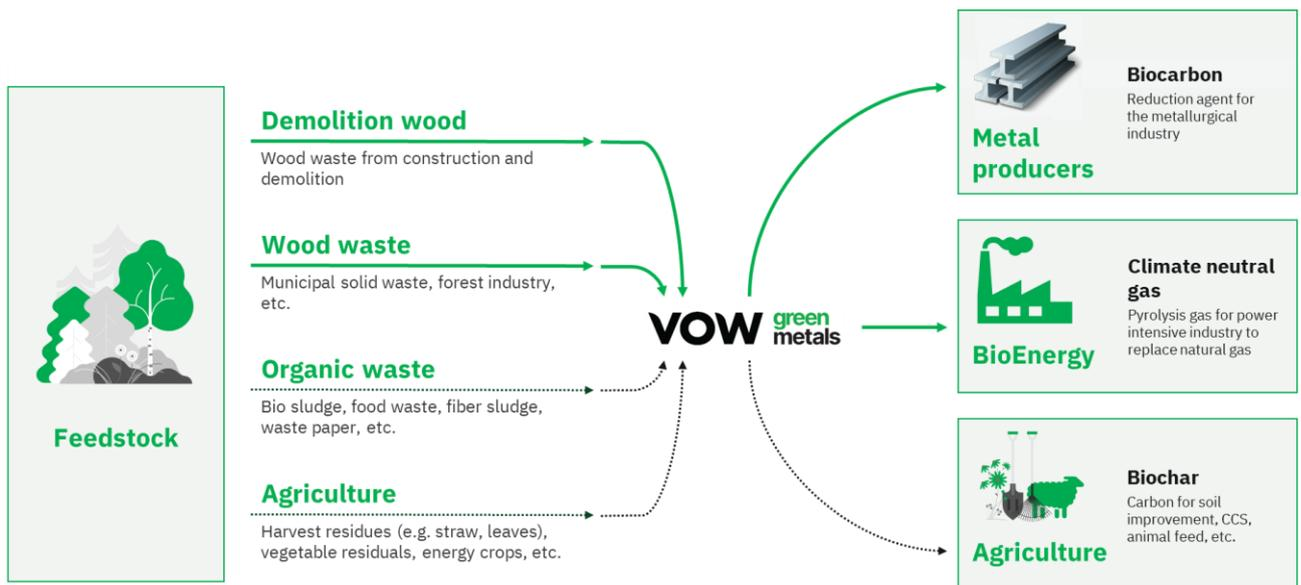 Feedstock
Demolition wood
Wood waste from construction and
demolition
Wood waste
Municipal solid waste, forest industry,
etc.
Organic waste
Bio sludge, food waste, fiber sludge,
waste paper, etc.
Agriculture
Harvest residues (e.g. straw, leaves),
vegetable residuals, energy crops, etc.
VOW green
metals
Metal
producers
Biocarbon
Reduction agent for
the metallurgical
industry
BioEnergy
Climate neutral
gas
Pyrolysis gas for power
intensive industry to
replace natural gas
Agriculture
Biochar
Carbon for soil
improvement, CCS,
animal feed, etc.